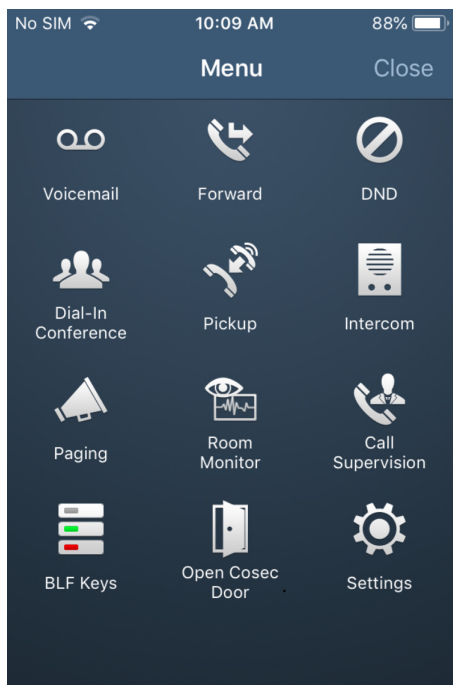 No SIM 10:09 AM 88%
Menu Close
Voicemail Forward DND
Dial-In
Conference
Pickup
Intercom
Paging
Room
Monitor
Call
Supervision
BLF Keys
Open Cosec
Door
Settings